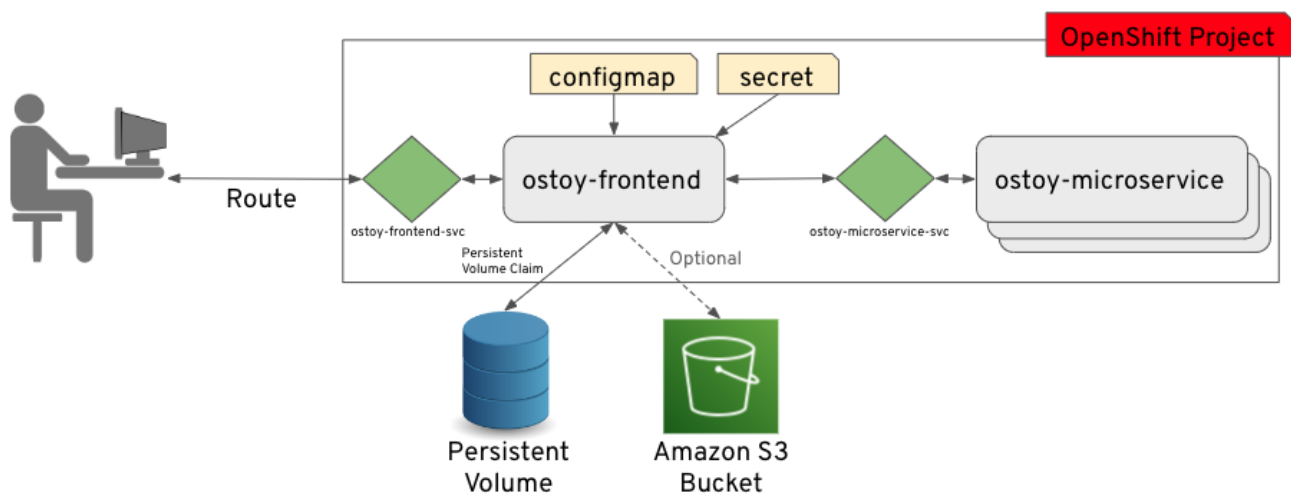 OpenShift Project
configmap
secret
ostoy-frontend
ostoy-microservice
Route
ostoy-frontend-svc
ostoy-microservice-svc
Persistent
Volume Claim
Optional
Persistent
Volume
Amazon S3
Bucket